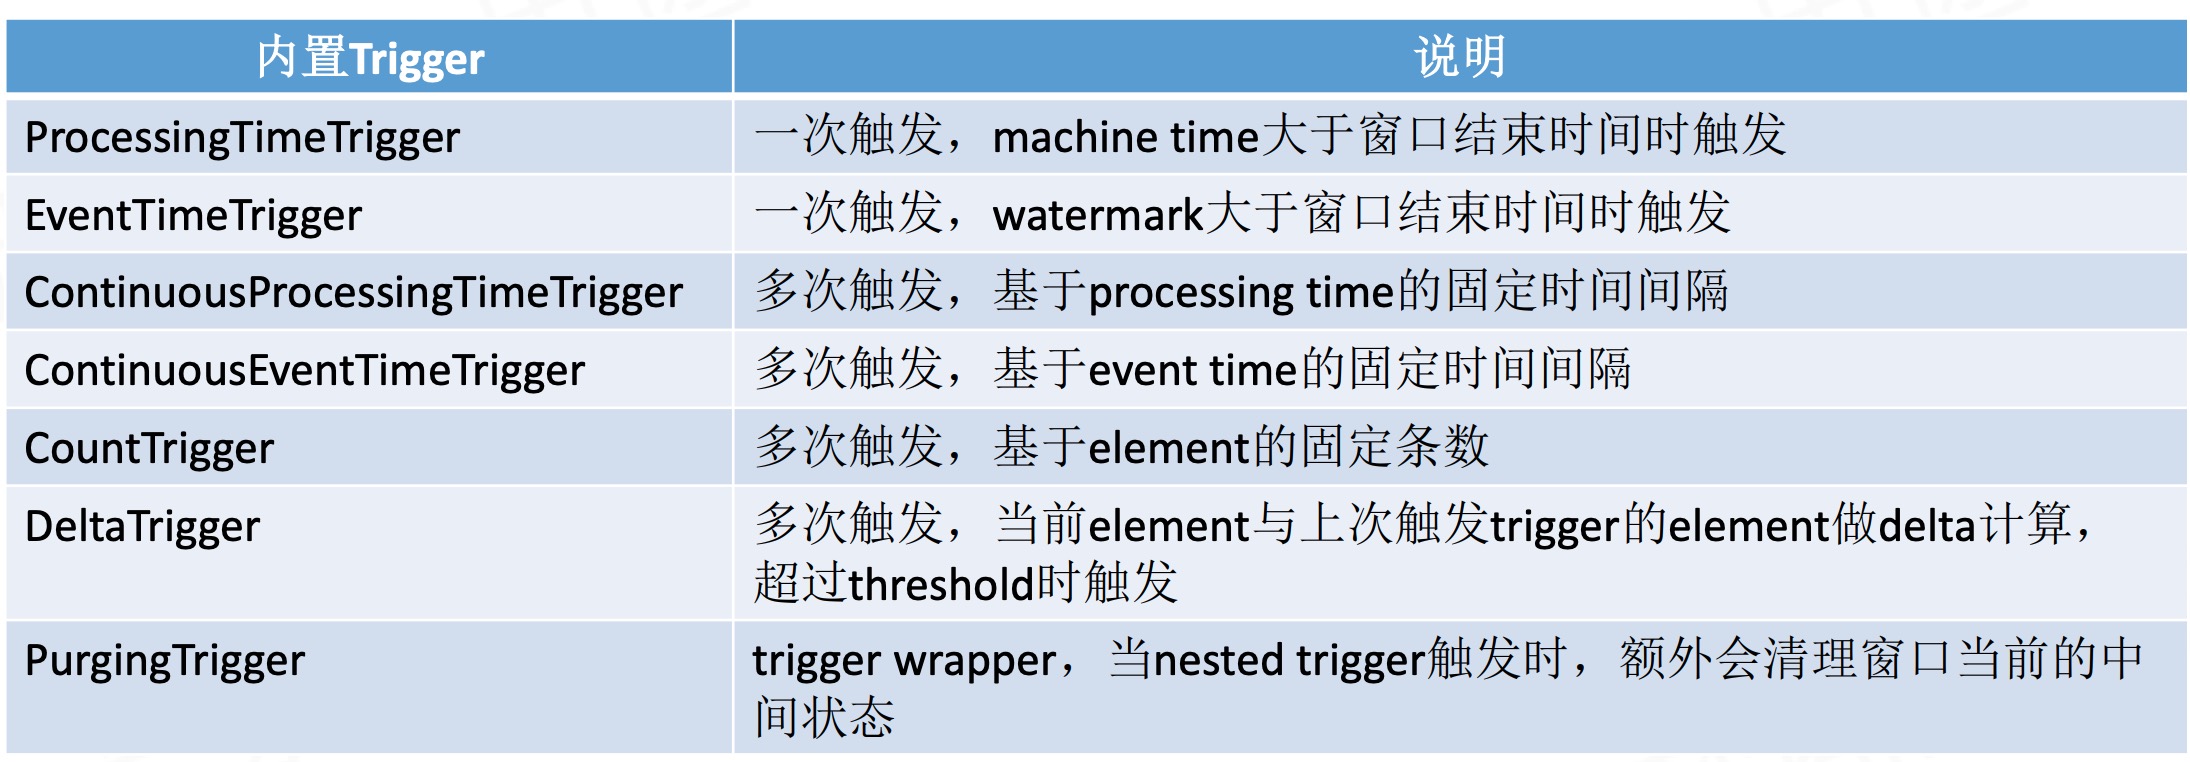 内置Trigger
说明
ProcessingTimeTrigger
一次触发，machine time大于窗口结束时间时触发
EventTimeTrigger
一次触发，watermark大于窗口结束时间时触发
ContinuousProcessingTimeTrigger
多次触发，基于processing time的固定时间间隔
ContinuousEventTimeTrigger
多次触发，基于event time的固定时间间隔
CountTrigger
多次触发，基于element的固定条数
DeltaTrigger
多次触发，当前element与上次触发trigger的element做delta计算，
超过threshold时触发
PurgingTrigger
trigger wrapper，当nested trigger触发时，额外会清理窗口当前的中
间状态